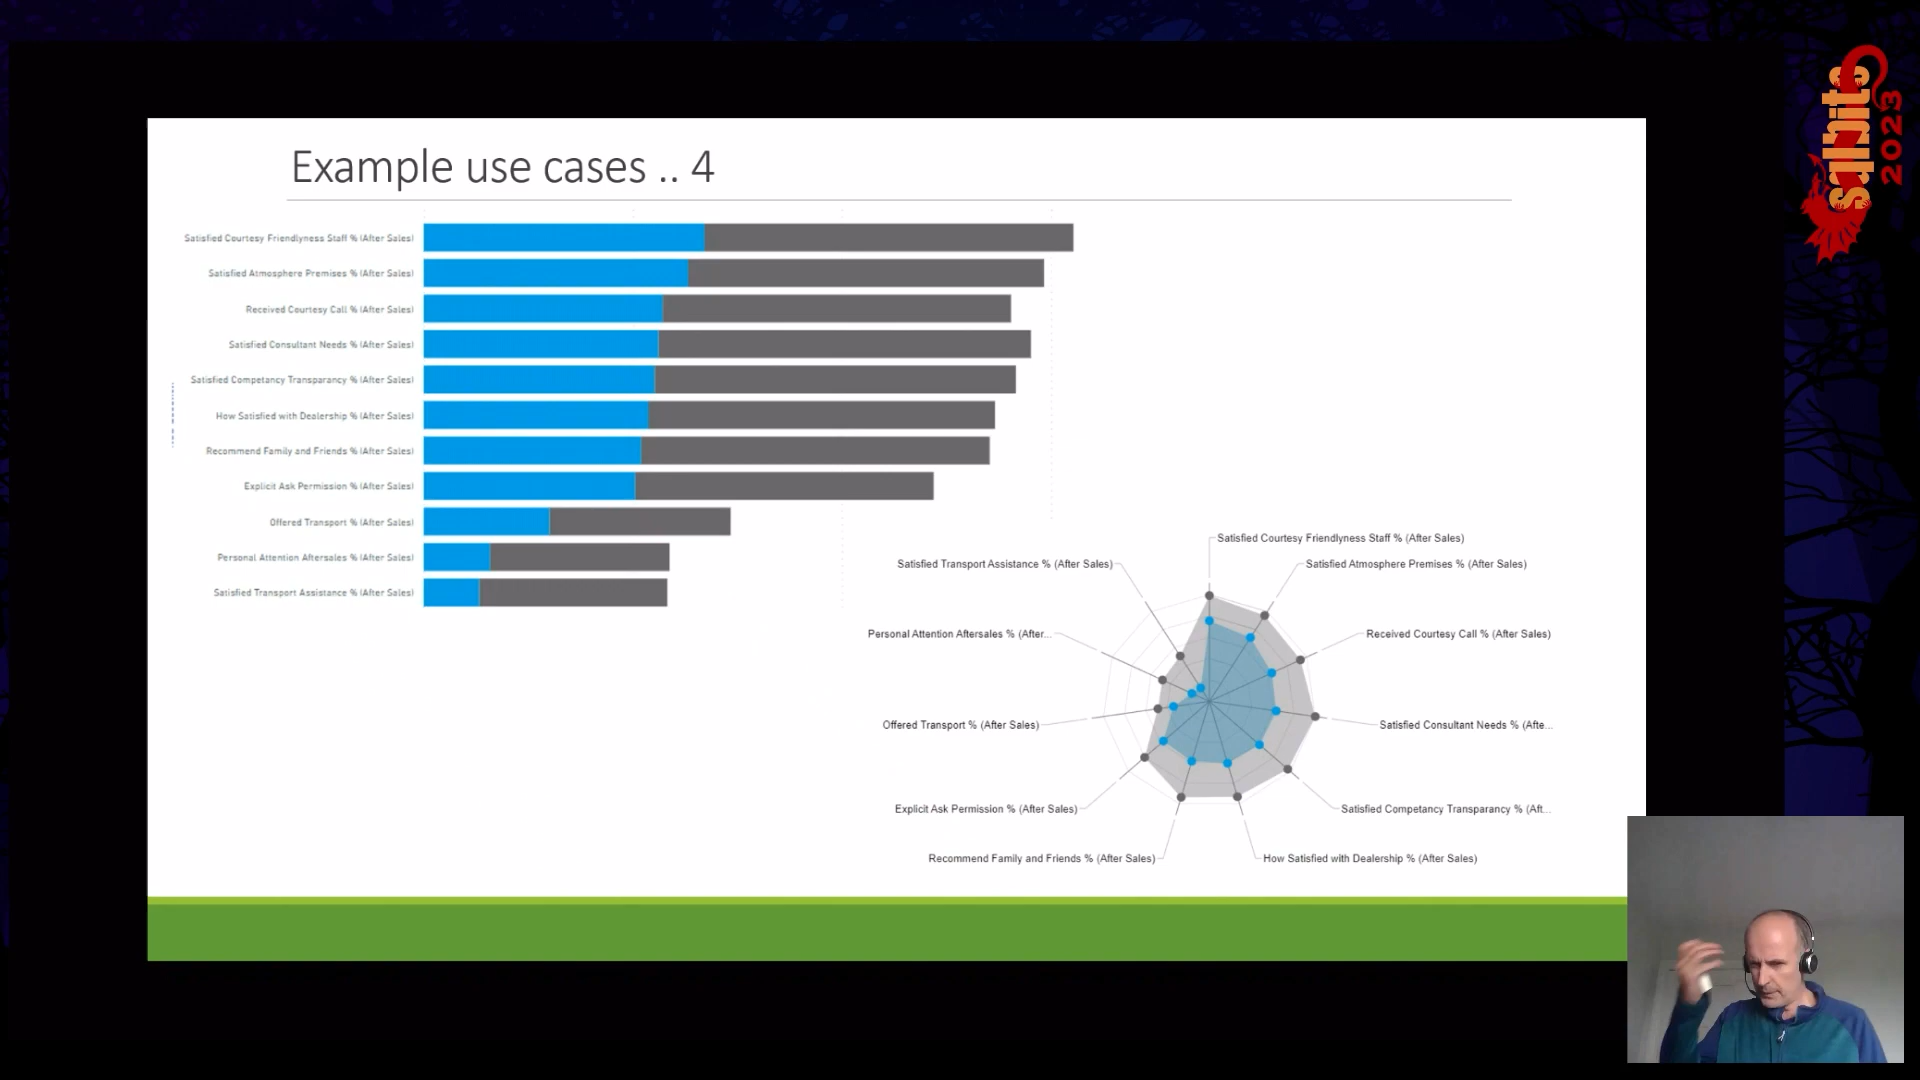 Example use cases .. 4
Satisfied Courtesy Friendlyness Staff % (After Sales)
Satisfied Atmosphere Premises % (After Sales)
Received Courtesy Call % (After Sales)
Satisfied Consultant Needs % (After Sales)
Satisfied Competancy Transparancy % (After Sales)
How Satisfied with Dealership % (After Sales)
Recommend Family and Friends % (After Sales)
Explicit Ask Permission % (After Sales)
Offered Transport % (After Sales)
Personal Attention Aftersales % (After Sales)
Satisfied Transport Assistance % (After Sales)
Satisfied Courtesy Friendlyness Staff % (After Sales)
Satisfied Transport Assistance % (After Sales)
Satisfied Atmosphere Premises % (After Sales)
Personal Attention Aftersales % (After...
Received Courtesy Call % (After Sales)
Offered Transport % (After Sales)
Satisfied Consultant Needs % (Afte...
Explicit Ask Permission % (After Sales)
Satisfied Competancy Transparancy % (Aft...
Recommend Family and Friends % (After Sales)
How Satisfied with Dealership % (After Sales)
sqlbits
2023